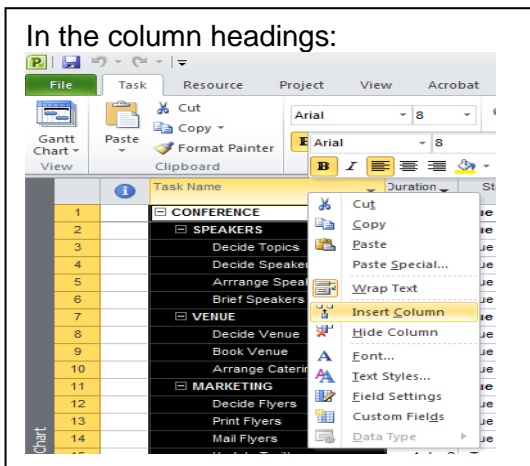 In the column headings:
File Task Resource Project View Acrobat
Gantt Chart
View
Paste
Cut
Copy
Format Painter
Clipboard
Arial 8
Arial 8
B I
Task Name Duration
1 CONFERENCE
2 SPEAKERS
3 Decide Topics
4 Decide
5 Arrrange
6 Brief Speakers
7 VENUE
8 Decide Venue
9 Book Venue
10 Arrange
11 MARKETING
12 Decide Flyers
13 Print Flyers
14 Mail Flyers
Cut
Copy
Paste
Paste Special...
Wrap Text
Insert Column
Hide Column
Font...
Text Styles...
Field Settings
Custom Fields
Data Type
Chart